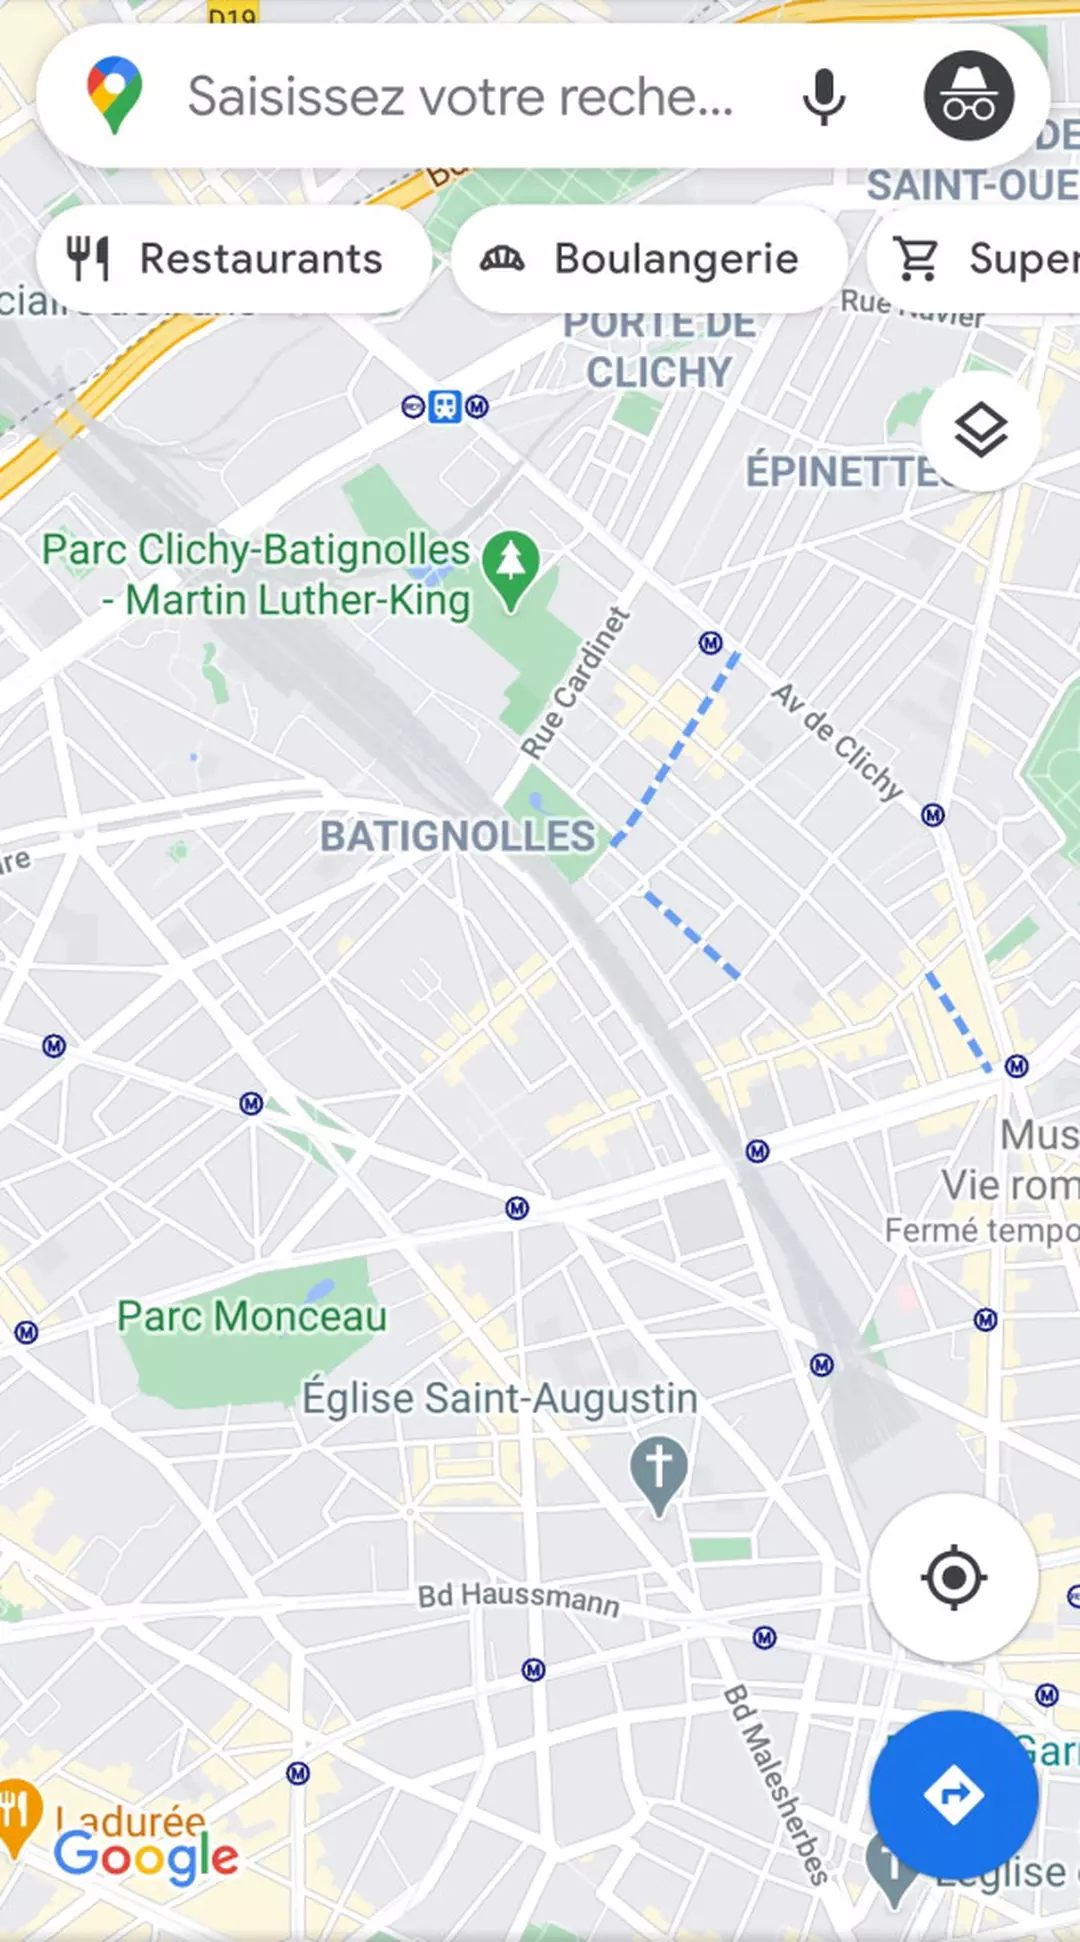 D19
Saisissez votre reche...
DE
SAINT-OUE
Restaurants
Boulangerie
Super
Rue Navier
PORTE DE
CLICHY
ÉPINETTE
Parc Clichy-Batignolles
- Martin Luther-King
Rue Cardinet
Av de Clichy
BATIGNOLLES
Mus
Vie rom
Fermé tempo
Parc Monceau
Église Saint-Augustin
Bd Haussmann
Bd Malesherbes
Gar
Ladurée
Google
Église